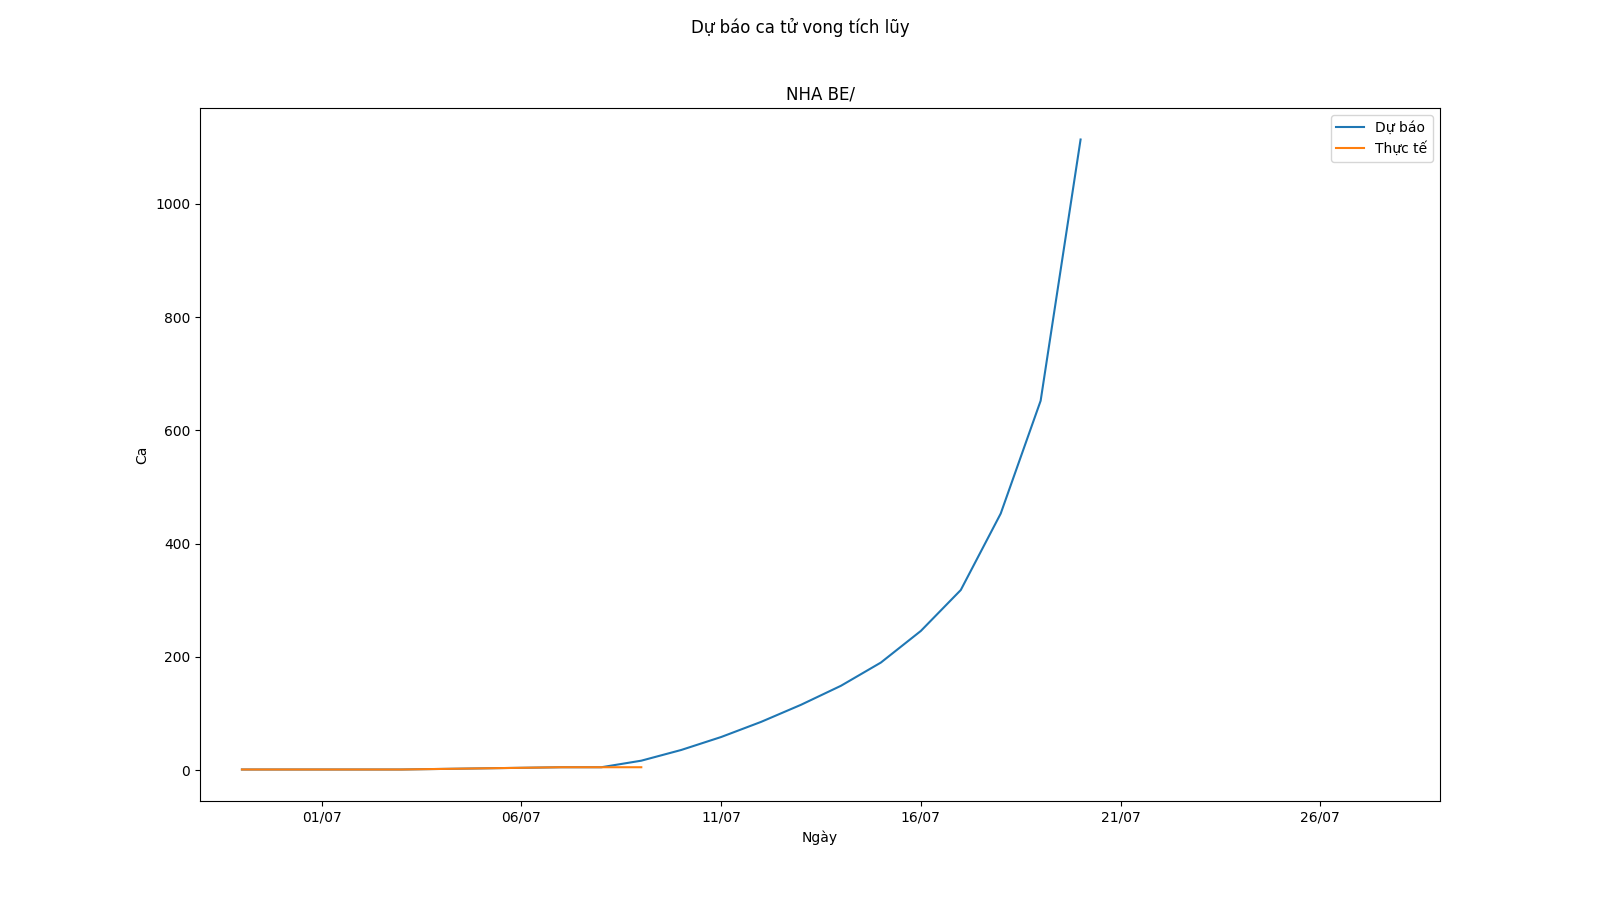 Dự báo ca tử vong tích lũy
NHA BE/
Dự báo
Thực tế
1000
800
600
400
200
0
Ca
01/07
06/07
11/07
16/07
21/07
26/07
Ngày